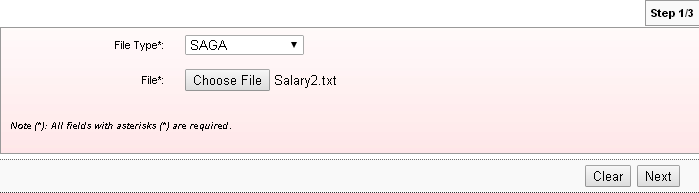 Step 1/3
File Type*: SAGA
File*: Choose File Salary2.txt
Note (*): All fields with asterisks (*) are required.
Clear Next